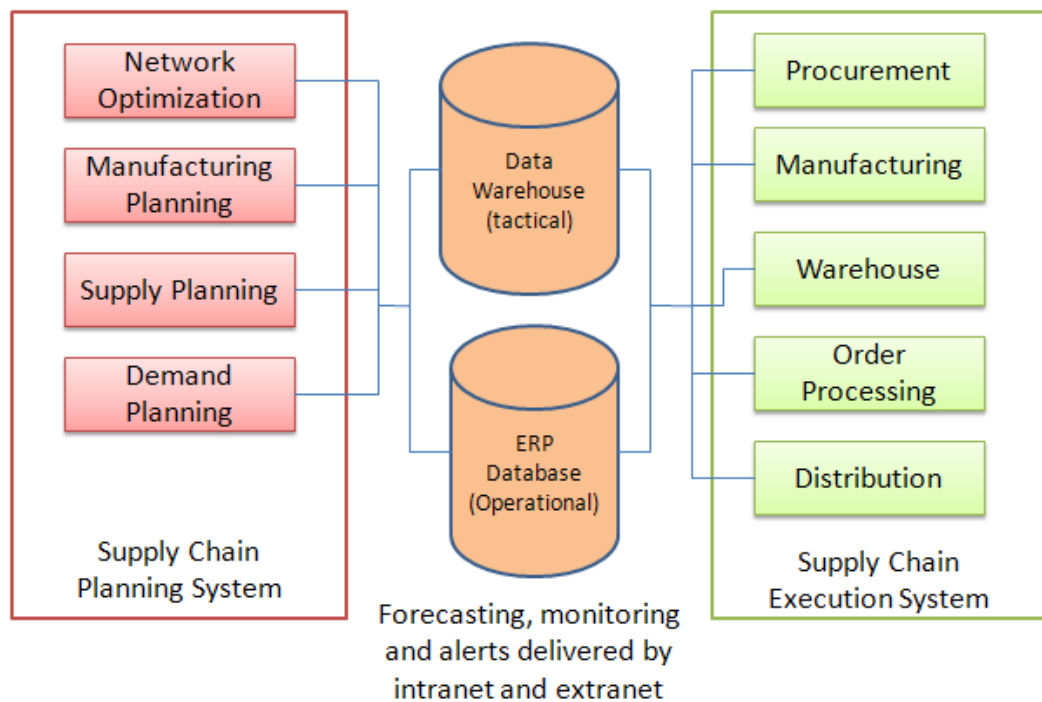 Network
Optimization
Manufacturing
Planning
Supply Planning
Demand
Planning
Supply Chain
Planning System
Data
Warehouse
(tactical)
ERP
Database
(Operational)
Forecasting, monitoring
and alerts delivered by
intranet and extranet
Procurement
Manufacturing
Warehouse
Order
Processing
Distribution
Supply Chain
Execution System